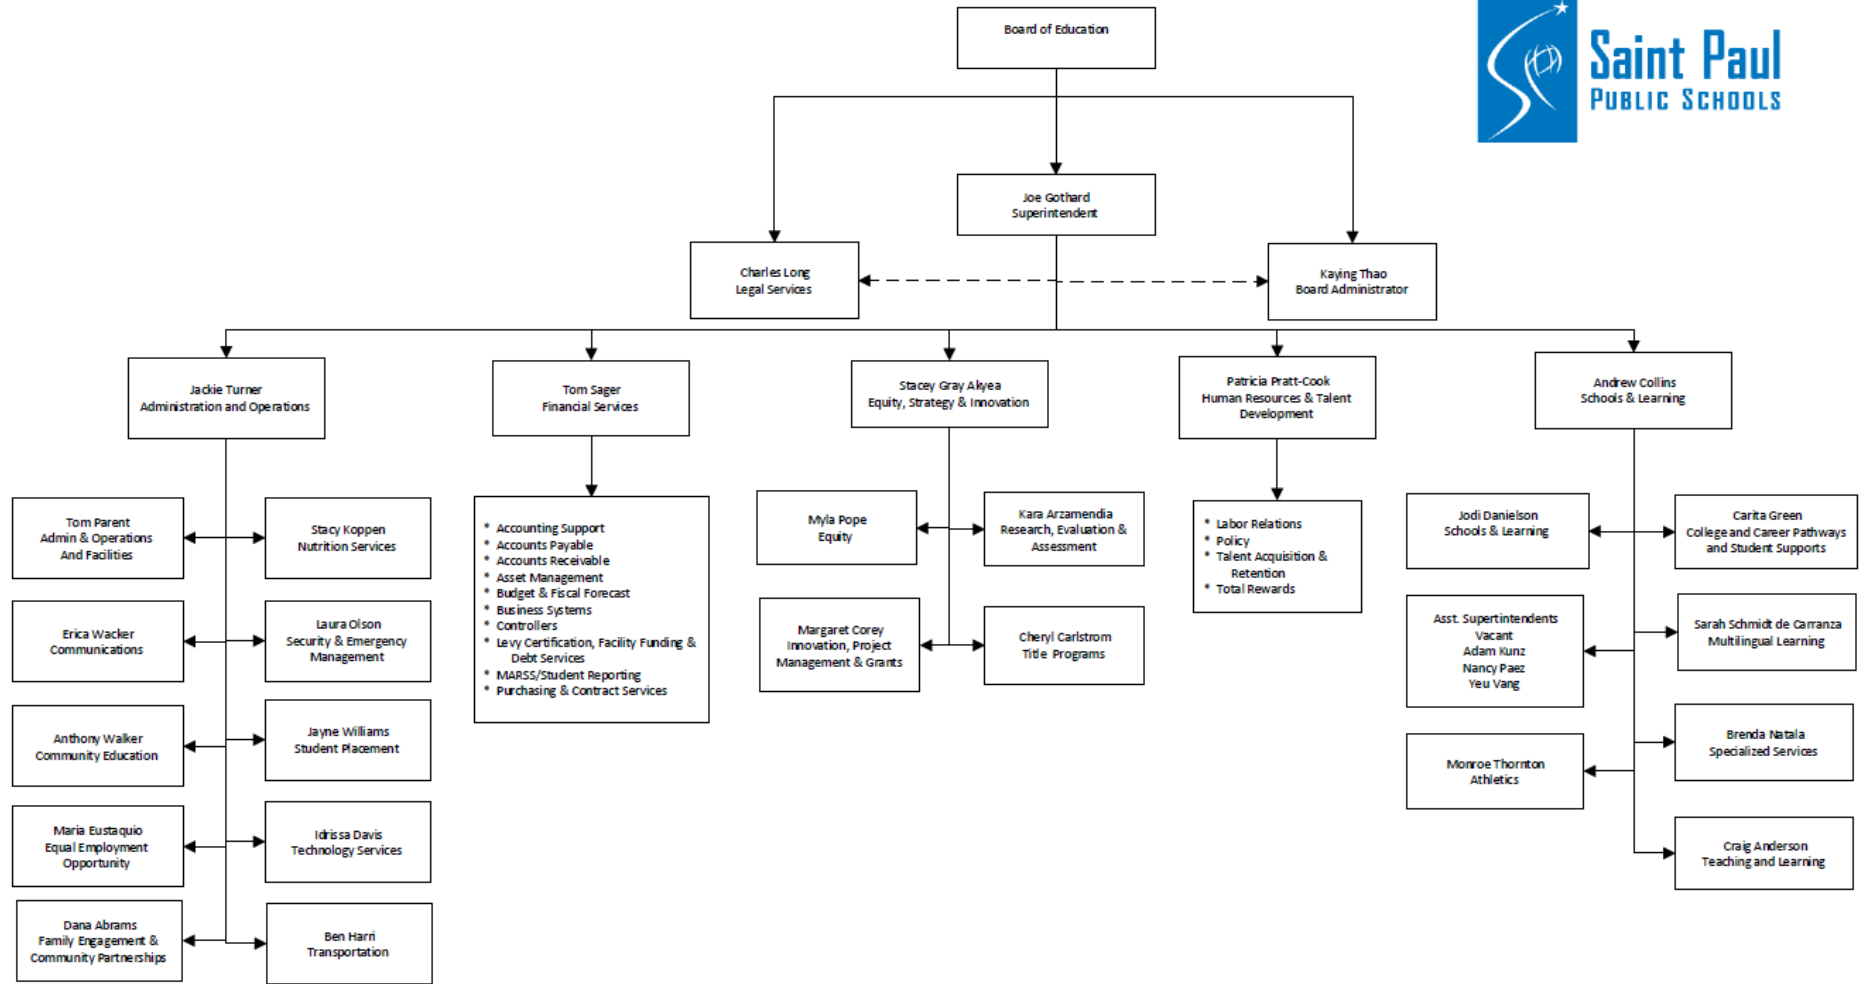 Board of Education
Saint Paul
PUBLIC SCHOOLS
Joe Gothard
Superintendent
Charles Long
Legal Services
Kaying Thao
Board Administrator
Jackie Turner
Administration and Operations
Tom Sager
Financial Services
Stacey Gray Akyea
Equity, Strategy & Innovation
Patricia Pratt-Cook
Human Resources & Talent
Development
Andrew Collins
Schools & Learning
Tom Parent
Admin & Operations
And Facilities
Stacy Koppen
Nutrition Services
Erica Wacker
Communications
Laura Olson
Security & Emergency
Management
Anthony Walker
Community Education
Jayne Williams
Student Placement
Maria Eustaquio
Equal Employment
Opportunity
Idrissa Davis
Technology Services
Dana Abrams
Family Engagement &
Community Partnerships
Ben Harri
Transportation
* Accounting Support
* Accounts Payable
* Accounts Receivable
* Asset Management
* Budget & Fiscal Forecast
* Business Systems
* Controllers
* Levy Certification, Facility Funding &
Debt Services
* MARSS/Student Reporting
* Purchasing & Contract Services
Myla Pope
Equity
Kara Arzamendia
Research, Evaluation &
Assessment
Margaret Corey
Innovation, Project
Management & Grants
Cheryl Carlstrom
Title Programs
* Labor Relations
* Policy
* Talent Acquisition &
Retention
* Total Rewards
Jodi Danielson
Schools & Learning
Carita Green
College and Career Pathways
and Student Supports
Asst. Supertintendents
Vacant
Adam Kunz
Nancy Paez
Yeu Vang
Sarah Schmidt de Carranza
Multilingual Learning
Monroe Thornton
Athletics
Brenda Natala
Specialized Services
Craig Anderson
Teaching and Learning